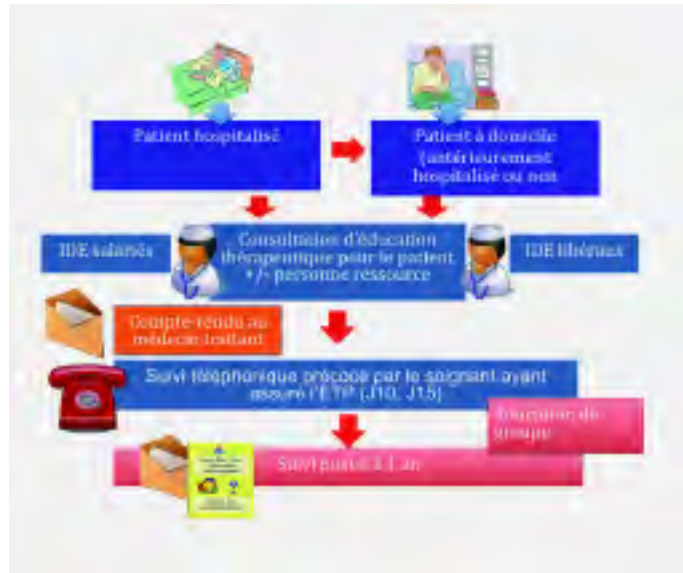 Patient hospitalisé
Patient à domicile
(antérieurement
hospitalisé ou non
IDE salariés
Consultation d'éducation
thérapeutique pour le patient
+/- personne ressource
IDE libéraux
Compte-rendu au
médecin traitant
Suivi téléphonique précoce par le soignant ayant
assuré l'ETP (J10, J15)
Education de
groupe
Suivi postal à 1 an